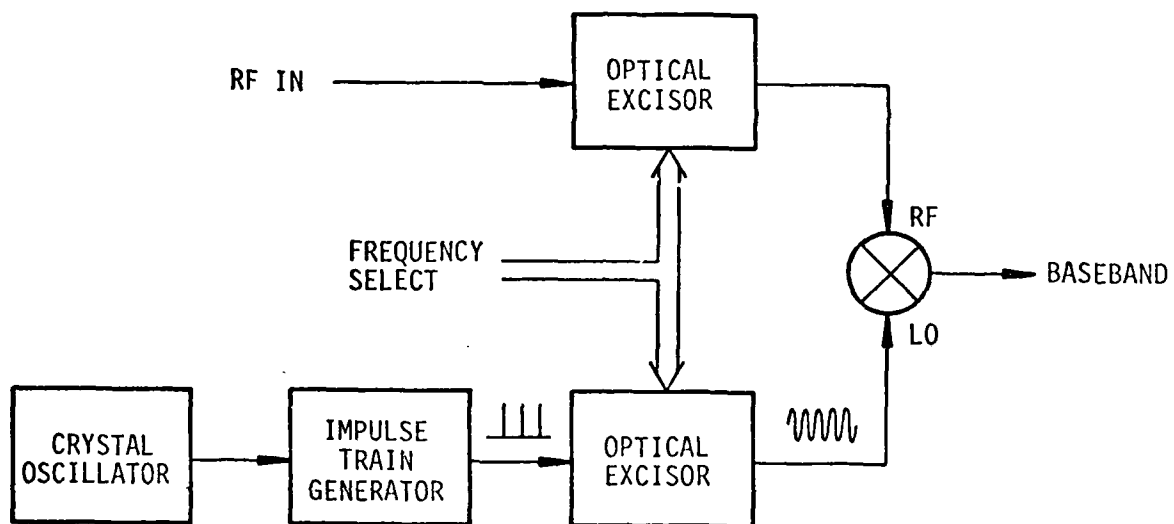 RF IN
OPTICAL
EXCISOR
RF
FREQUENCY
SELECT
BASEBAND
LO
CRYSTAL
OSCILLATOR
IMPULSE
TRAIN
GENERATOR
OPTICAL
EXCISOR